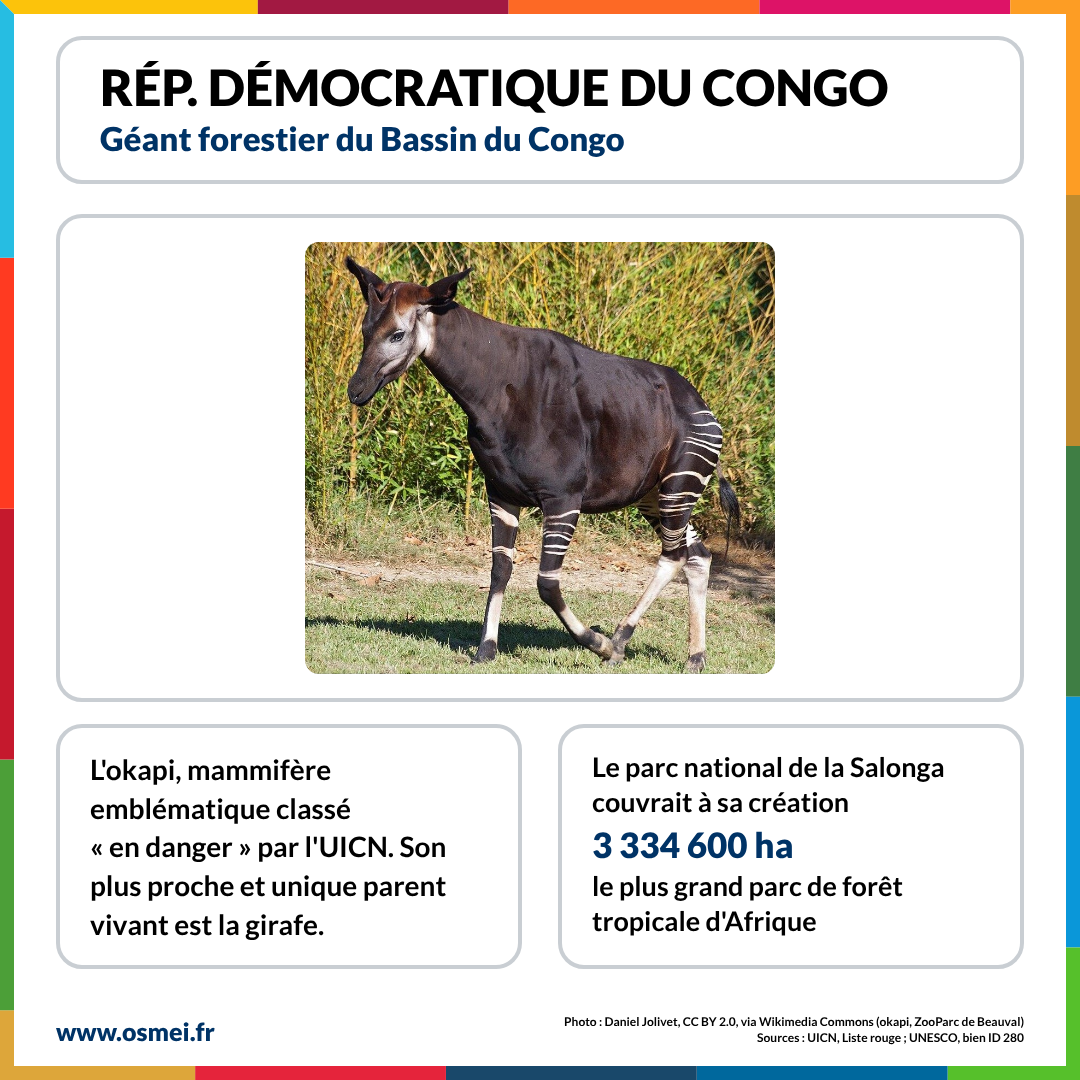 RÉP. DÉMOCRATIQUE DU CONGO
Géant forestier du Bassin du Congo
L'okapi, mammifère
emblématique classé
« en danger » par l'UICN. Son
plus proche et unique parent
vivant est la girafe.
Le parc national de la Salonga
couvrait à sa création
3 334 600 ha
le plus grand parc de forêt
tropicale d'Afrique
www.osmei.fr
Photo : Daniel Jolivet, CC BY 2.0, via Wikimedia Commons (okapi, ZooParc de Beauval)
Sources : UICN, Liste rouge ; UNESCO, bien ID 280